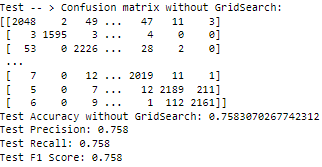 Test -- > Confusion matrix without GridSearch:
[[2048    2   49 ...   47   11    3]
 [   3 1595    3 ...    4    0    0]
 [  53    0 2226 ...   28    2    0]
 ...
 [   7    0   12 ... 2019   11    1]
 [   5    0    7 ...   12 2189  211]
 [   6    0    9 ...    1  112 2161]]
Test Accuracy without GridSearch: 0.7583070267742312
Test Precision: 0.758
Test Recall: 0.758
Test F1 Score: 0.758